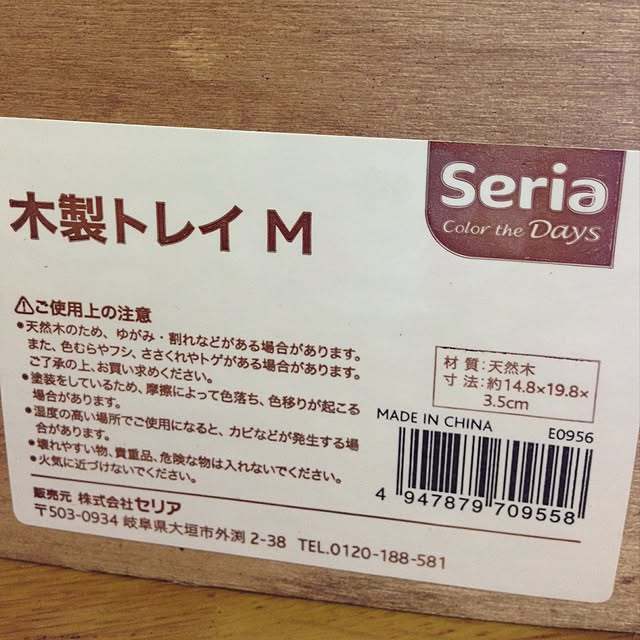 Seria
Color the Days
木製トレイ M
⚠ご使用上の注意
•天然木のため、ゆがみ・割れなどがある場合があります。
また、色むらやフシ、ささくれやトゲがある場合があります。
ご了承の上、お買い求めください。
•塗装をしているため、摩擦によって色落ち、色移りが起こる
場合があります。
•湿度の高い場所でご使用になると、カビなどが発生する場
合があります。
•壊れやすい物、貴重品、危険な物は入れないでください。
•火気に近づけないでください。
材 質:天然木
寸 法:約14.8×19.8×
3.5cm
MADE IN CHINA E0956
4 947879 709558
販売元 株式会社セリア
〒503-0934 岐阜県大垣市外渕 2-38 TEL.0120-188-581